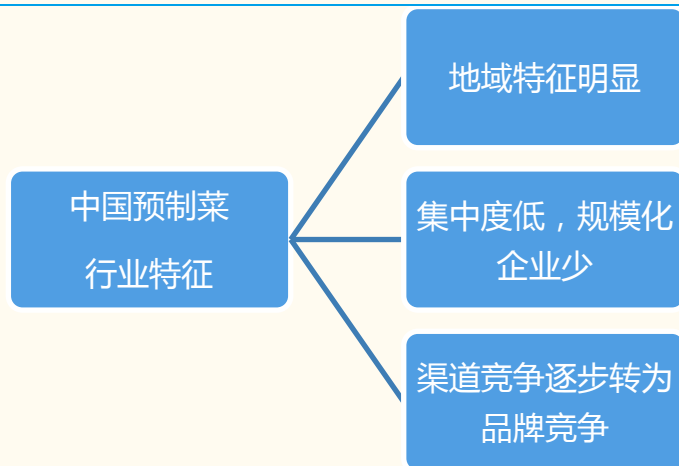 地域特征明显
中国预制菜
行业特征
集中度低，规模化
企业少
渠道竞争逐步转为
品牌竞争